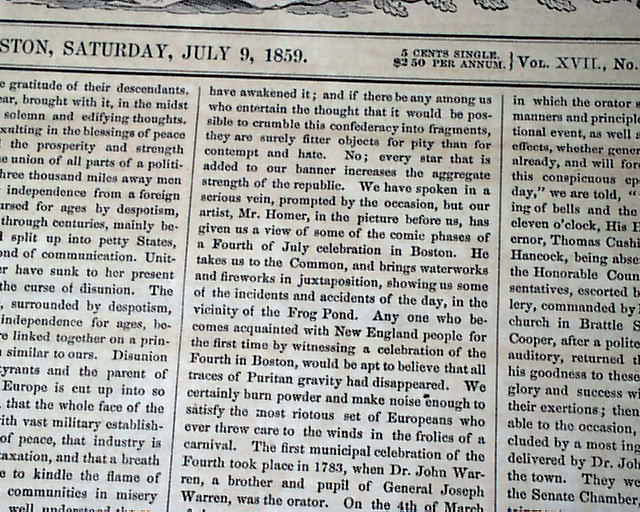 STON, SATURDAY, JULY 9, 1859.
5 CENTS SINGLE.
$2 50 PER ANNUM.
VOL. XVII., No.
e gratitude of their descendants.
ear, brought with it, in the midst
solemn and edifying thoughts.
xulting in the blessings of peace
the prosperity and strength
e union of all parts of a politi-
hree thousand miles away men
independence from a foreign
ursed for ages by despotism,
through centuries, mainly be-
split up into petty States,
ond of communication. Unit-
er have sunk to her present
the curse of disunion. The
, surrounded by despotism,
independence for ages, be-
re linked together on a prin-
similar to ours. Disunion
tyrants and the parent of
Europe is cut up into so
that the whole face of the
ith vast military establish-
of peace, that industry is
axation, and that a breath
e to kindle the flame of
communities in misery
well understood the
have awakened it; and if there be any among us
who entertain the thought that it would be pos-
sible to crumble this confederacy into fragments,
they are surely fitter objects for pity than for
contempt and hate. No; every star that is
added to our banner increases the aggregate
strength of the republic. We have spoken in a
serious vein, prompted by the occasion, but our
artist, Mr. Homer, in the picture before us, has
given us a view of some of the comic phases of
a Fourth of July celebration in Boston. He
takes us to the Common, and brings waterworks
and fireworks in juxtaposition, showing us some
of the incidents and accidents of the day, in the
vicinity of the Frog Pond. Any one who be-
comes acquainted with New England people for
the first time by witnessing a celebration of the
Fourth in Boston, would be apt to believe that all
traces of Puritan gravity had disappeared. We
certainly burn powder and make noise enough to
satisfy the most riotous set of Europeans who
ever threw care to the winds in the frolics of a
carnival. The first municipal celebration of the
Fourth took place in 1783, when Dr. John War-
ren, a brother and pupil of General Joseph
Warren, was the orator. On the 4th of March
in which the orator
manners and principle
tional event, as well
effects, whether gener
already, and will for
this conspicuous ep
day," we are told, "
ing of bells and the
eleven o'clock, His H
ernor, Thomas Cush
Hancock, being abse
the Honorable Coun
sentatives, escorted b
lery, commanded by
church in Brattle S
Cooper, after a polite
auditory, returned
his goodness to these
glory and success w
their exertions; then
able to the occasion,
cluded by a most ing
delivered by Dr. Jo
the town. They we
the Senate Chamber,